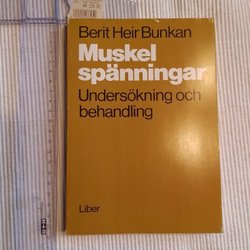 Berit Heir Bunkan
Muskel
spänningar
Undersökning och
behandling
Liber